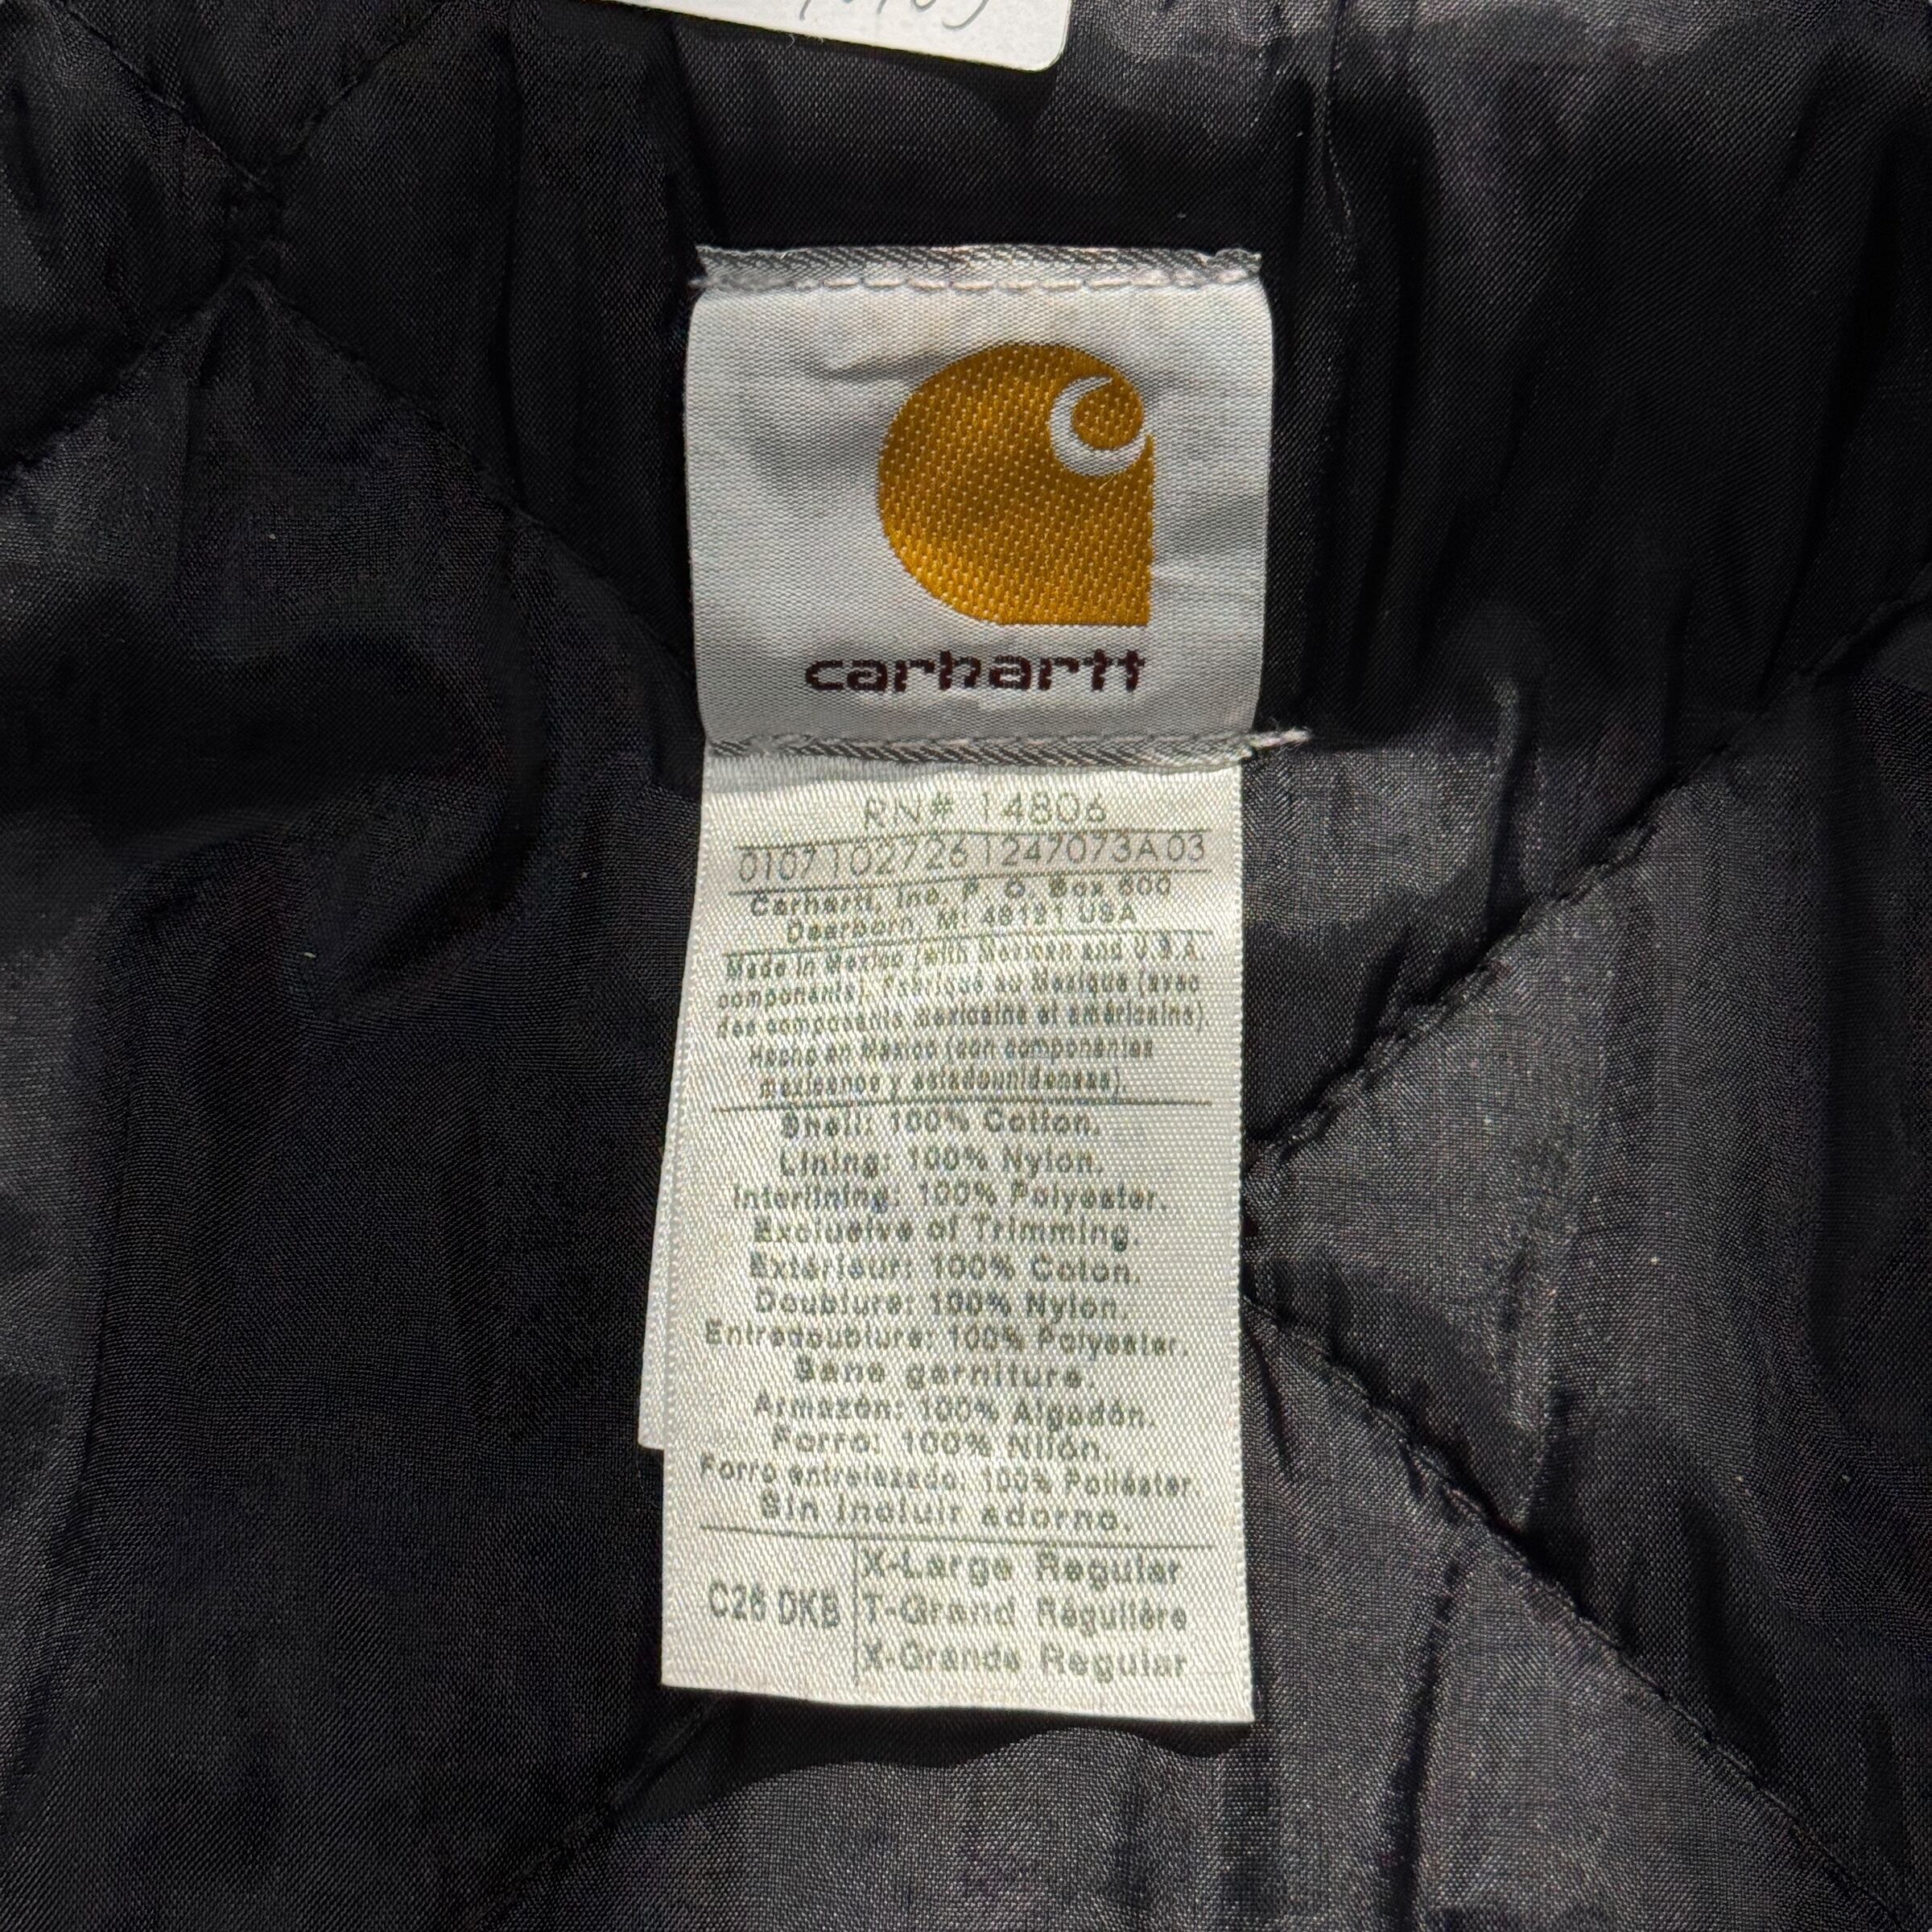 carhartt
RN# 14806
0107102726 1247073A03
Carhartt, Inc. P. O. Box 600
Dearborn, MI 48121 USA
Made in Mexico (with Mexican and U.S.A.
components). Fabriqué au Mexique (avec
des composants mexicains et américains).
Hecho en México (con componentes
mexicanos y estadounidenses).
Shell: 100% Cotton.
Lining: 100% Nylon.
Interlining: 100% Polyester.
Exclusive of Trimming.
Extérieur: 100% Coton.
Doublure: 100% Nylon.
Entredoublure: 100% Polyester.
Sans garniture.
Armazón: 100% Algodón.
Forro: 100% Nilón.
Forro entrelazado: 100% Poliéster.
Sin incluir adorno.
C26 DKB
X-Large Regular
T-Grand Régulière
X-Grande Regular